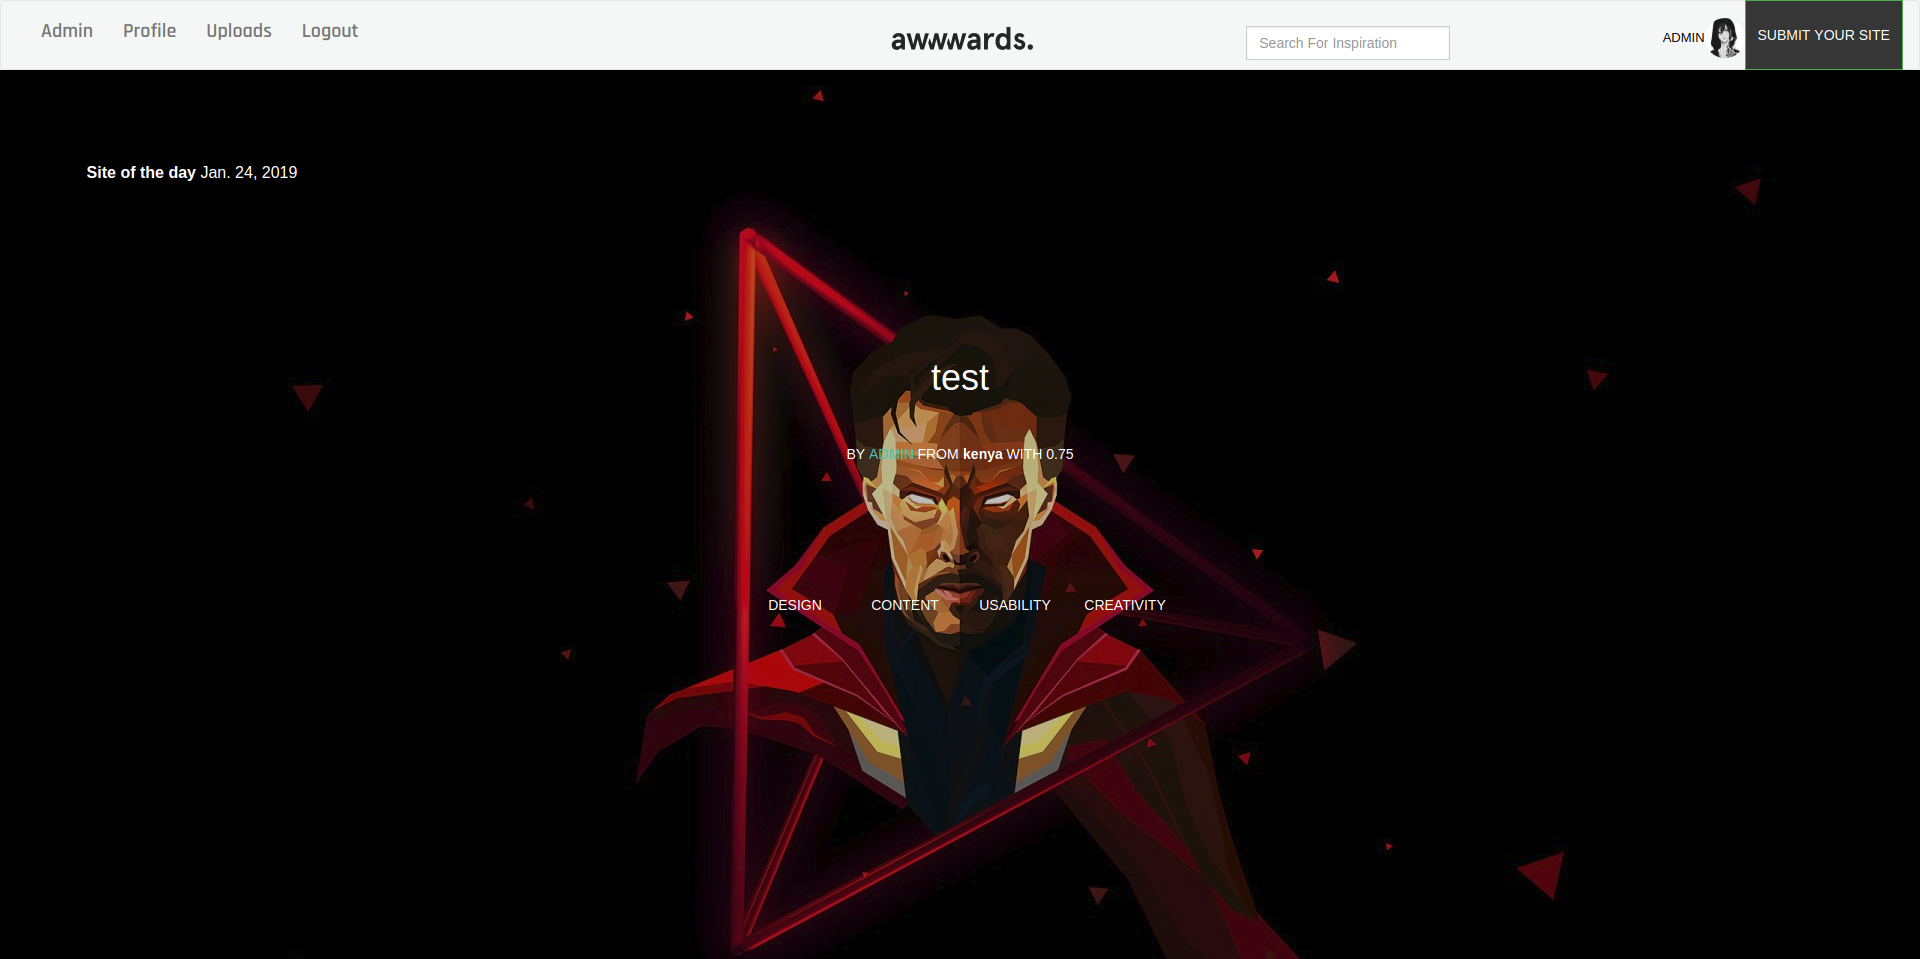 Admin Profile Uploads Logout
awwwards.
Search For Inspiration
ADMIN
SUBMIT YOUR SITE
Site of the day Jan. 24, 2019
test
BY ADMIN FROM kenya WITH 0.75
DESIGN CONTENT USABILITY CREATIVITY